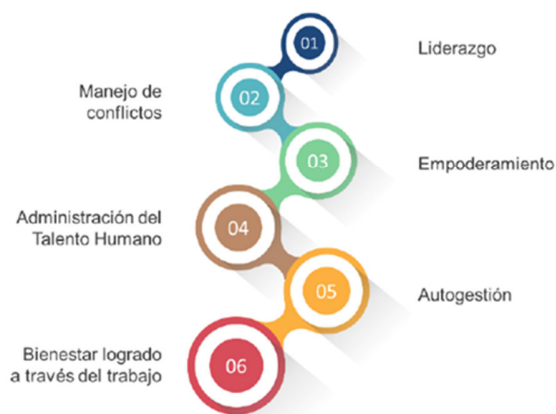 01
Liderazgo
Manejo de
conflictos
02
03
Empoderamiento
Administración del
Talento Humano
04
05
Autogestión
Bienestar logrado
a través del trabajo
06